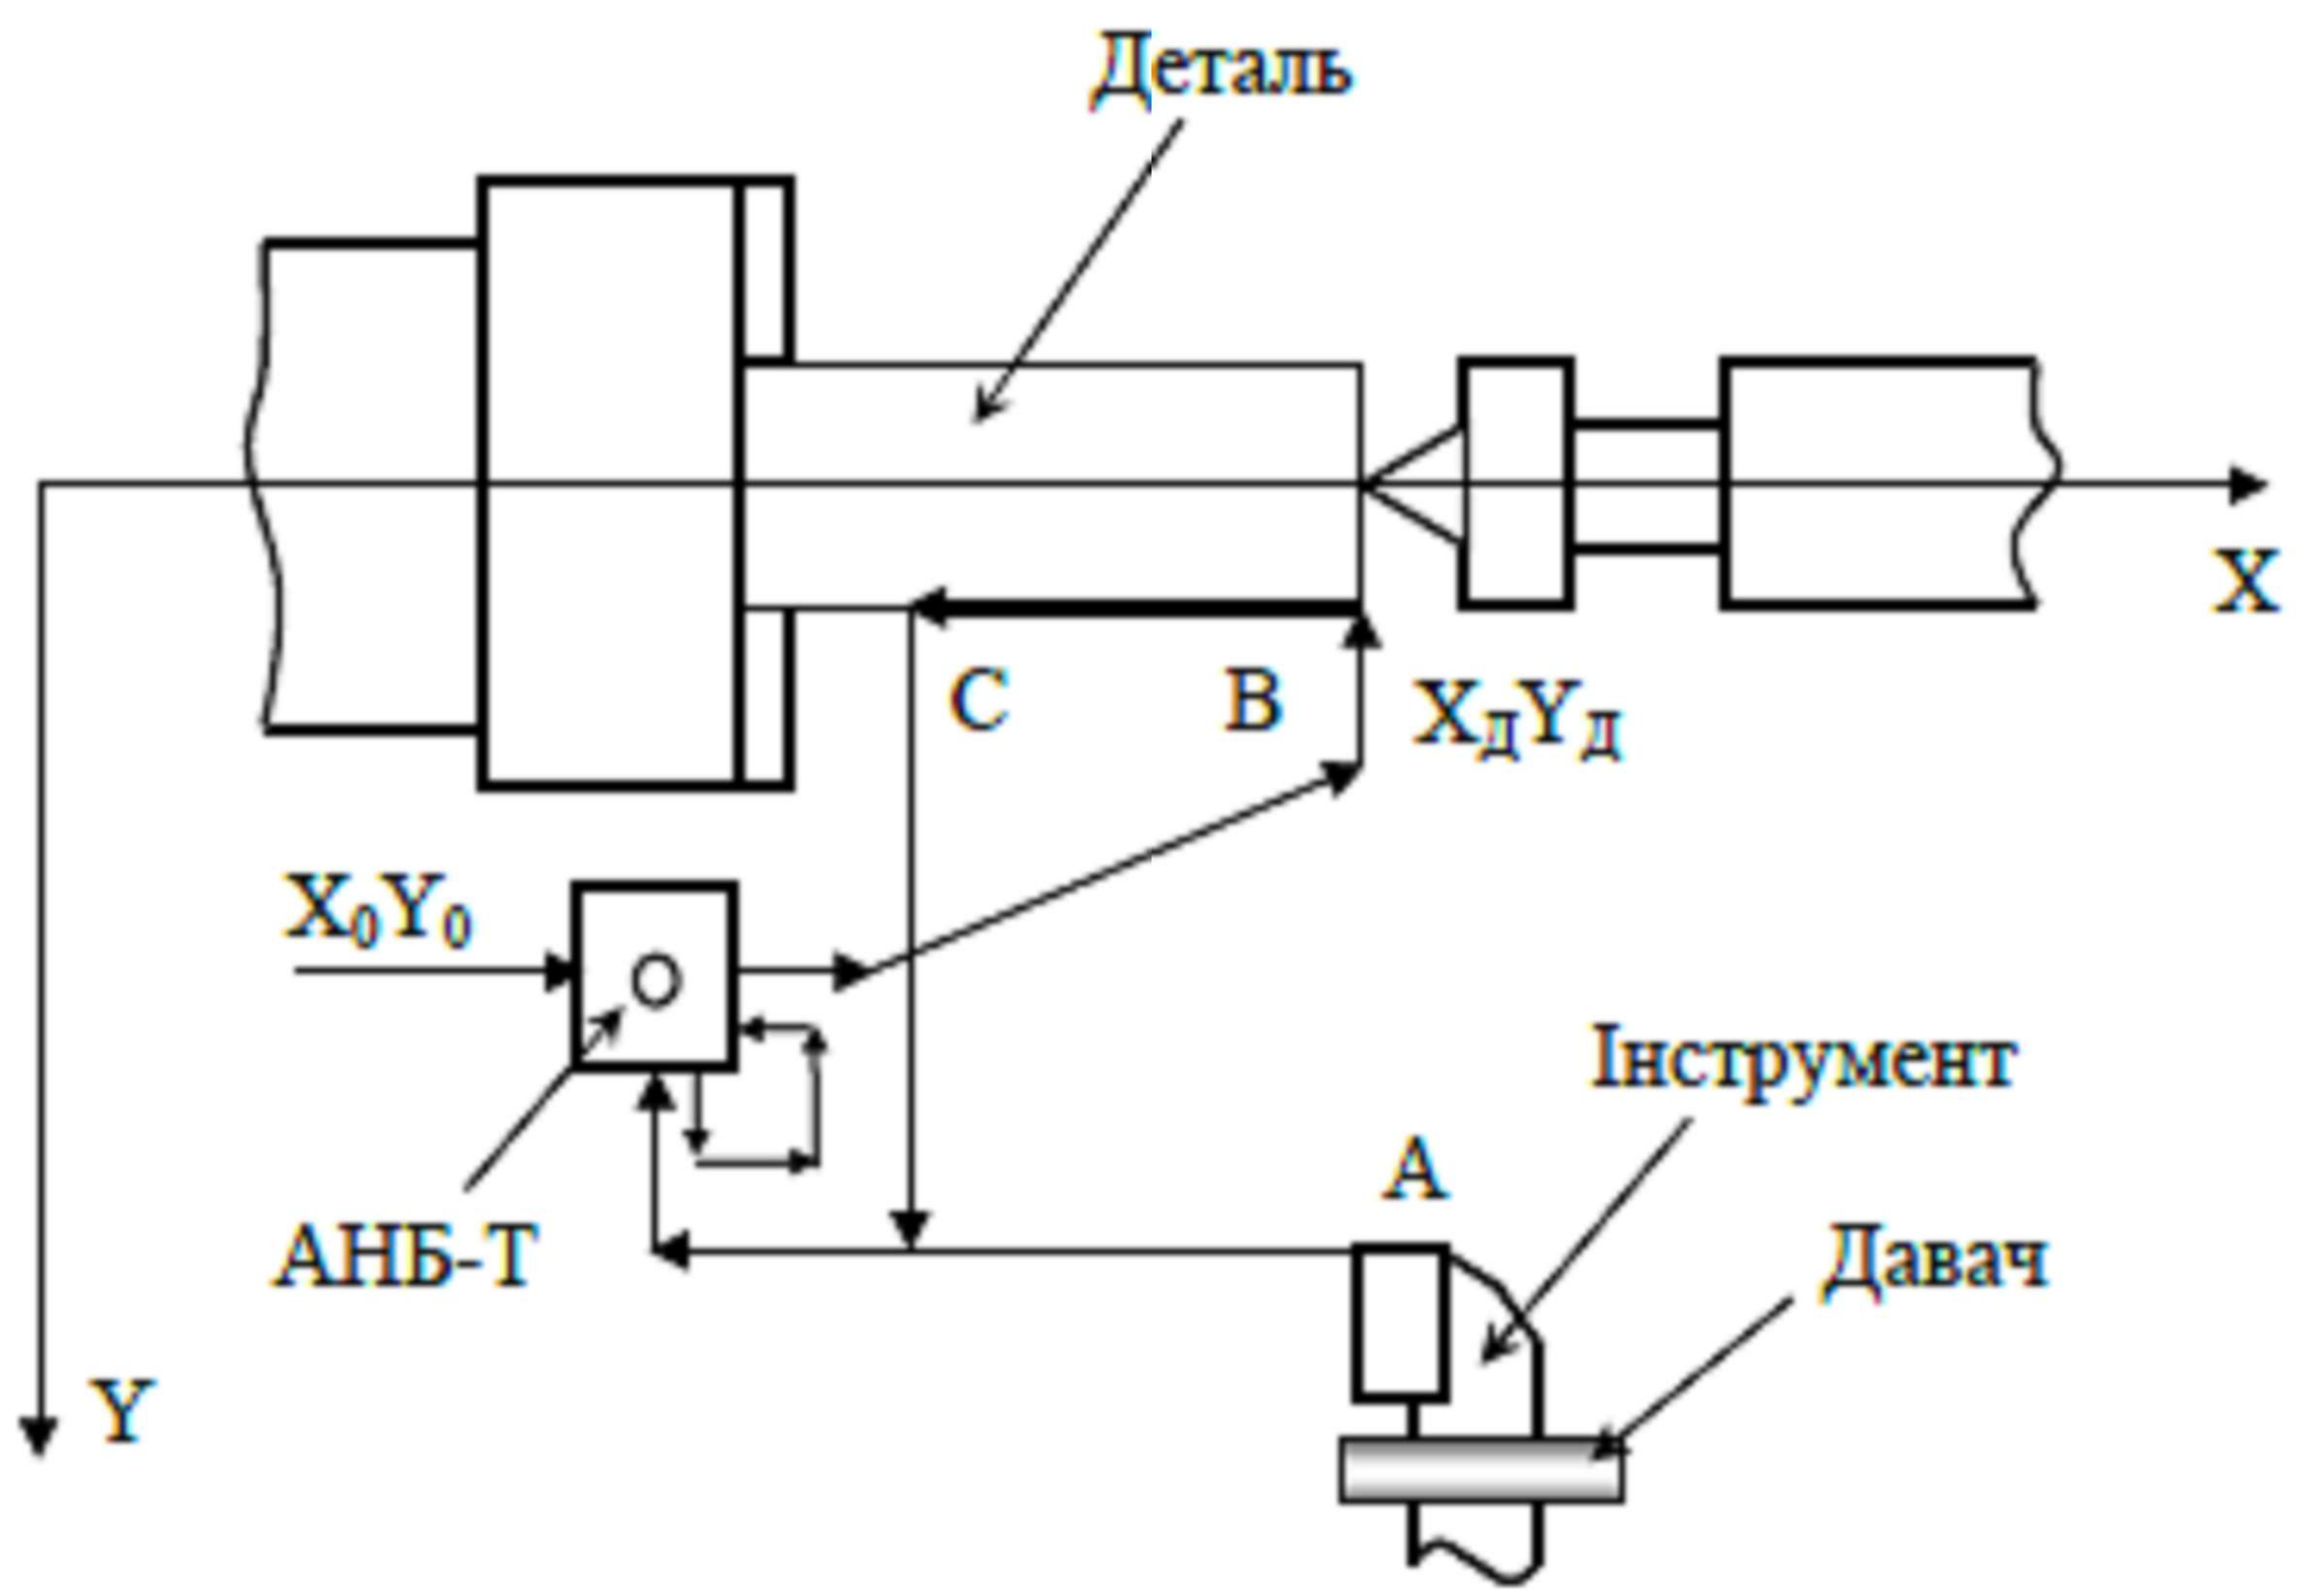 Деталь
X
C
B
XдYд
X₀Y₀
O
Інструмент
A
АНБ-Т
Давач
Y